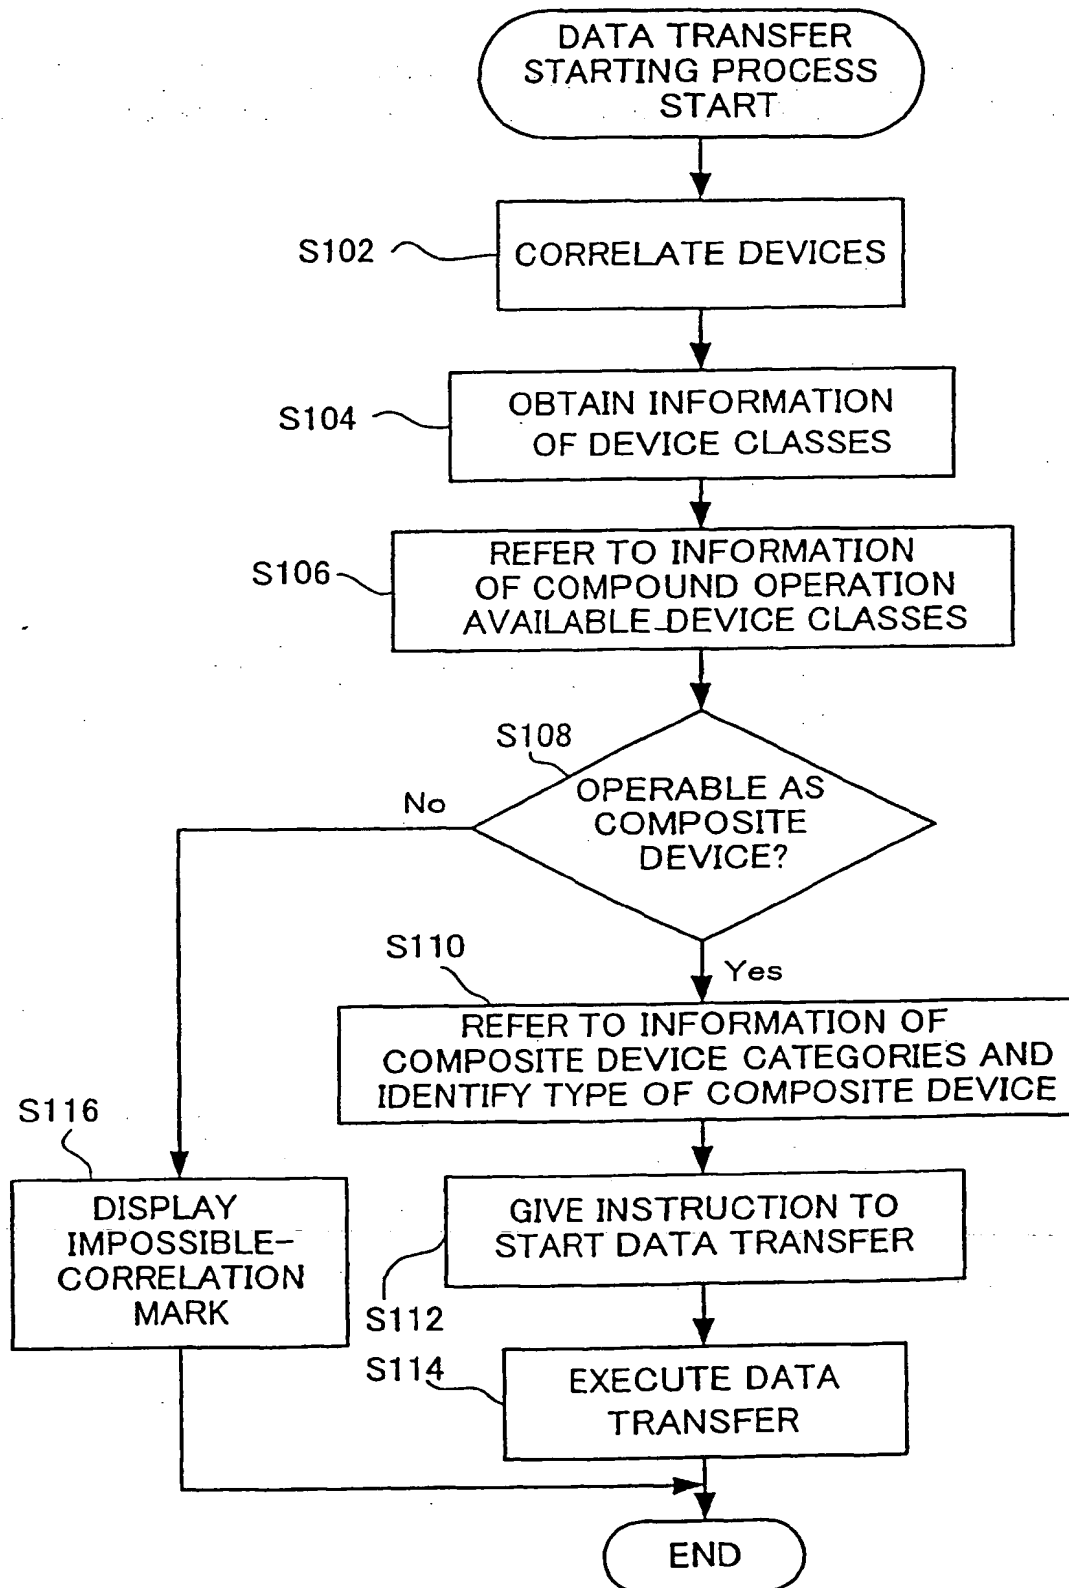 DATA TRANSFER
STARTING PROCESS
START
S102
CORRELATE DEVICES
S104
OBTAIN INFORMATION
OF DEVICE CLASSES
S106
REFER TO INFORMATION
OF COMPOUND OPERATION
AVAILABLE-DEVICE CLASSES
S108
OPERABLE AS
COMPOSITE
DEVICE?
No
Yes
S110
REFER TO INFORMATION OF
COMPOSITE DEVICE CATEGORIES AND
IDENTIFY TYPE OF COMPOSITE DEVICE
S116
DISPLAY
IMPOSSIBLE-
CORRELATION
MARK
GIVE INSTRUCTION TO
START DATA TRANSFER
S112
S114
EXECUTE DATA
TRANSFER
END